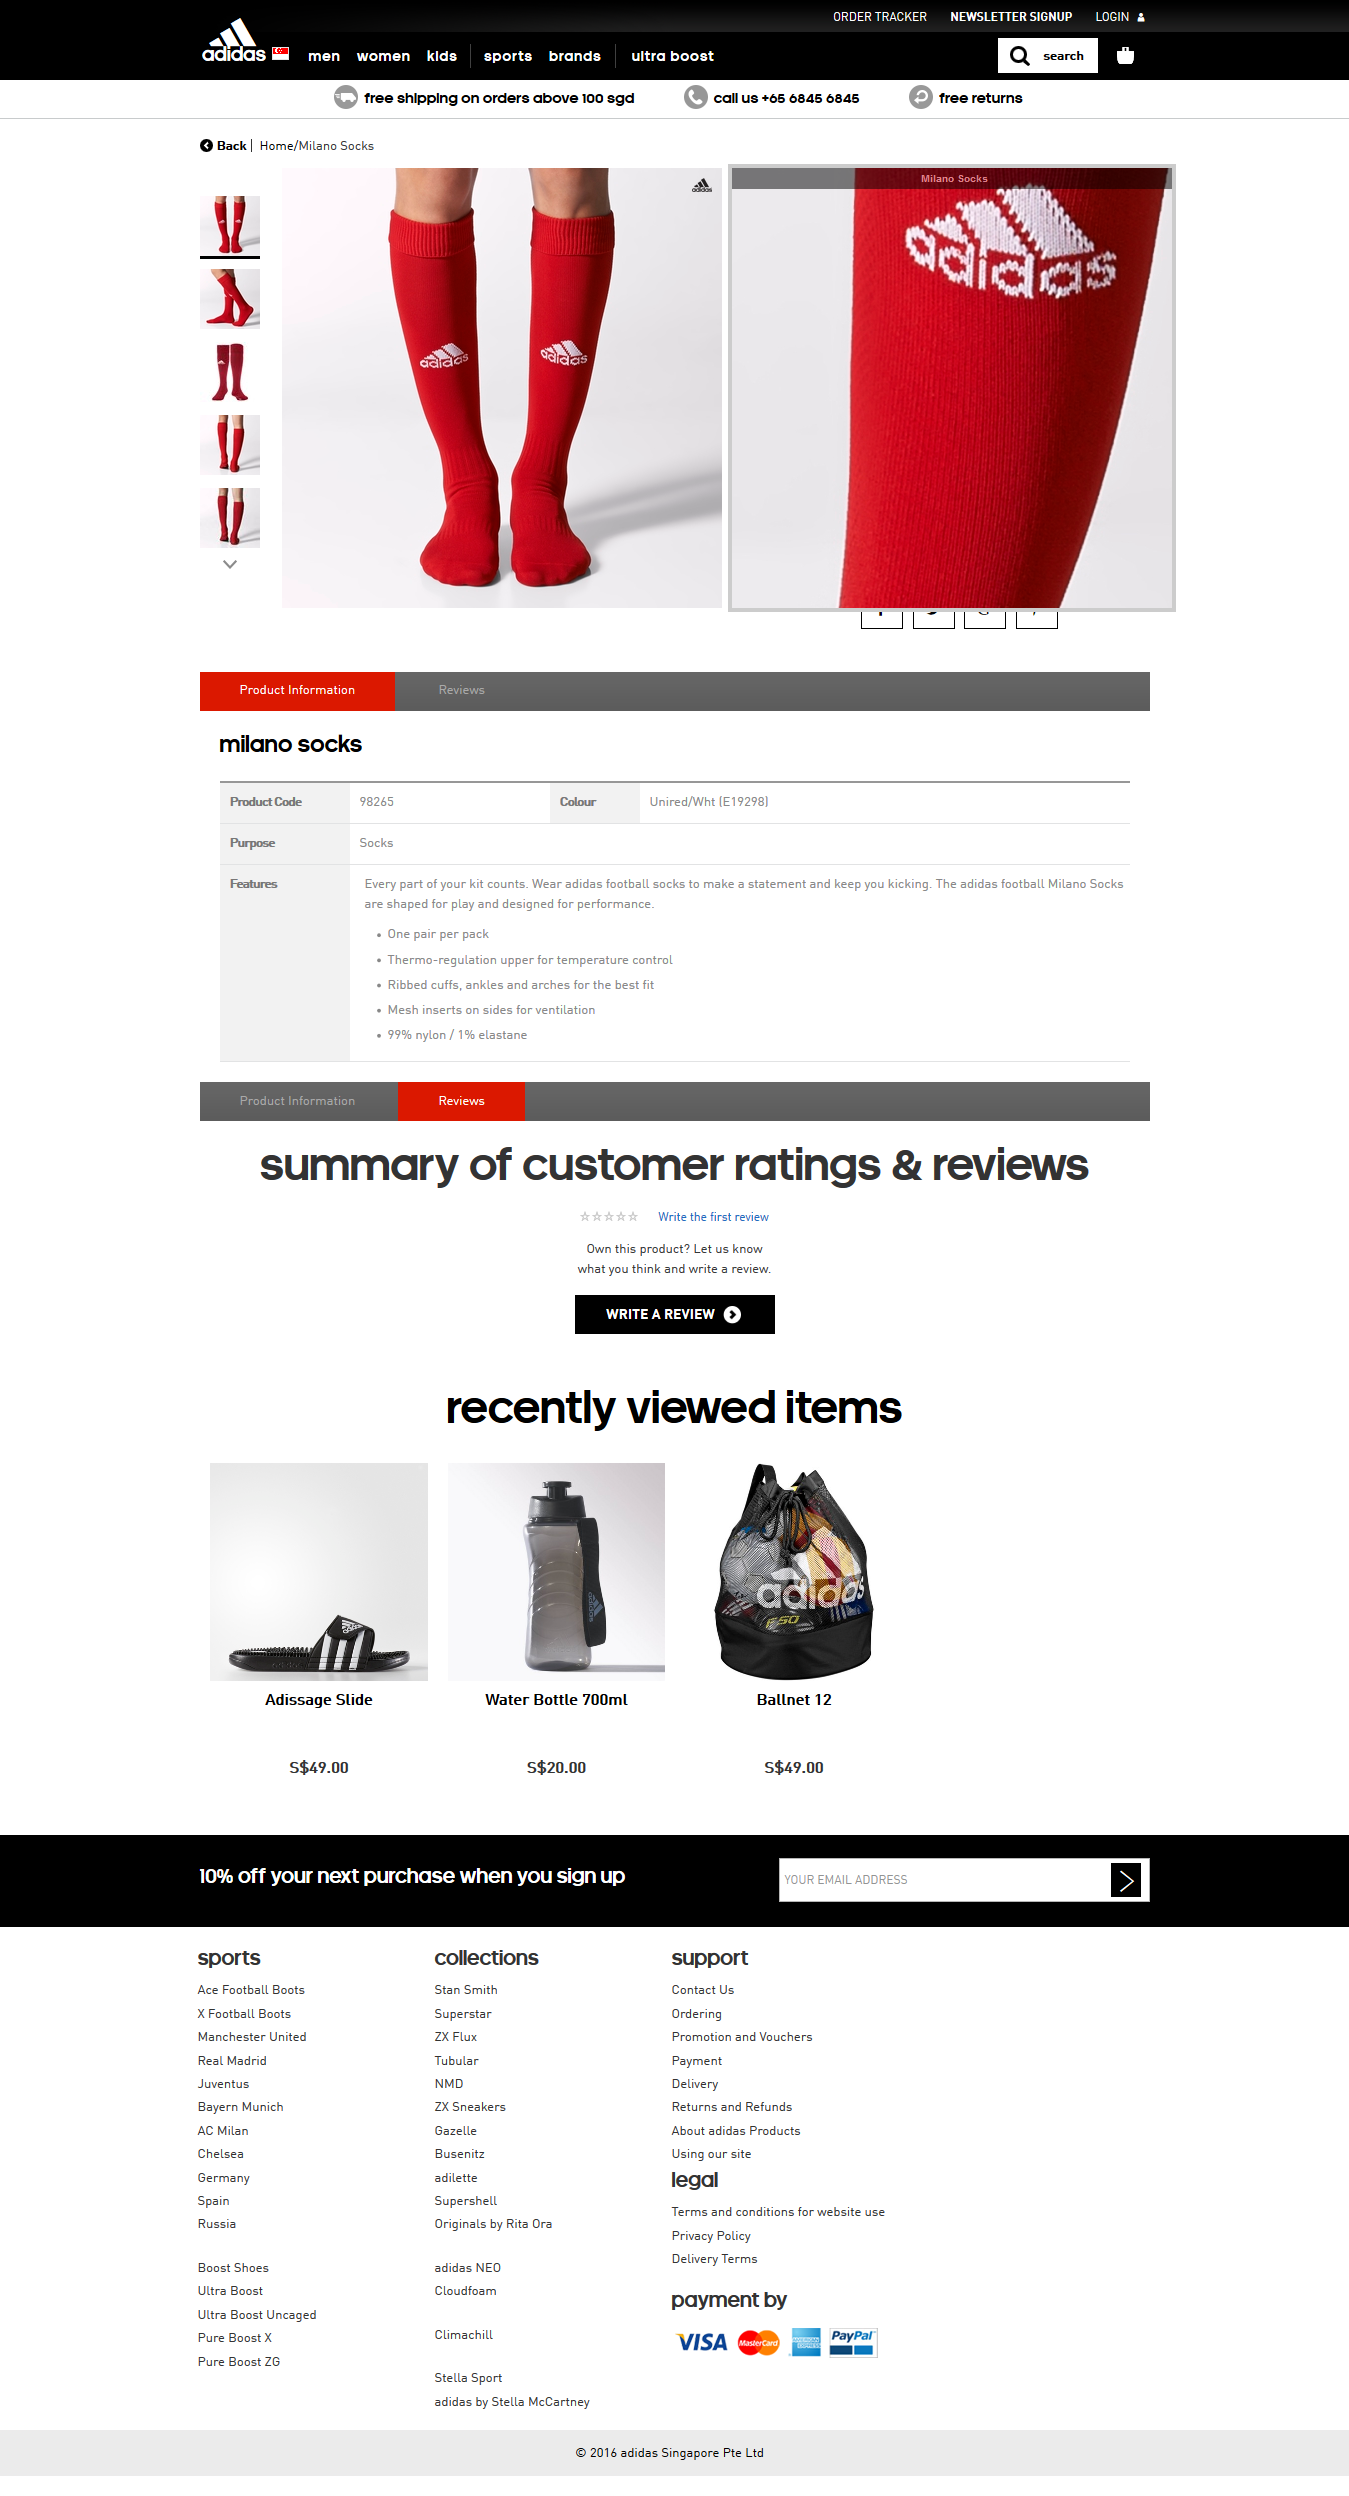 ORDER TRACKER NEWSLETTER SIGNUP LOGIN
adidas men women kids sports brands ultra boost search
free shipping on orders above 100 sgd call us +65 6845 6845 free returns
Back | Home/Milano Socks
adidas
Milano Socks
adidas
adidas adidas
Product Information Reviews
milano socks
Product Code 98265 Colour Unired/Wht (E19298)
Purpose Socks
Features Every part of your kit counts. Wear adidas football socks to make a statement and keep you kicking. The adidas football Milano Socks
are shaped for play and designed for performance.
• One pair per pack
• Thermo-regulation upper for temperature control
• Ribbed cuffs, ankles and arches for the best fit
• Mesh inserts on sides for ventilation
• 99% nylon / 1% elastane
Product Information Reviews
summary of customer ratings & reviews
Write the first review
Own this product? Let us know
what you think and write a review.
WRITE A REVIEW
recently viewed items
adidas
F50
Adissage Slide Water Bottle 700ml Ballnet 12
S$49.00 S$20.00 S$49.00
10% off your next purchase when you sign up YOUR EMAIL ADDRESS
sports
Ace Football Boots
X Football Boots
Manchester United
Real Madrid
Juventus
Bayern Munich
AC Milan
Chelsea
Germany
Spain
Russia
Boost Shoes
Ultra Boost
Ultra Boost Uncaged
Pure Boost X
Pure Boost ZG
collections
Stan Smith
Superstar
ZX Flux
Tubular
NMD
ZX Sneakers
Gazelle
Busenitz
adilette
Supershell
Originals by Rita Ora
adidas NEO
Cloudfoam
Climachill
Stella Sport
adidas by Stella McCartney
support
Contact Us
Ordering
Promotion and Vouchers
Payment
Delivery
Returns and Refunds
About adidas Products
Using our site
legal
Terms and conditions for website use
Privacy Policy
Delivery Terms
payment by
VISA MasterCard AMERICAN EXPRESS PayPal
© 2016 adidas Singapore Pte Ltd